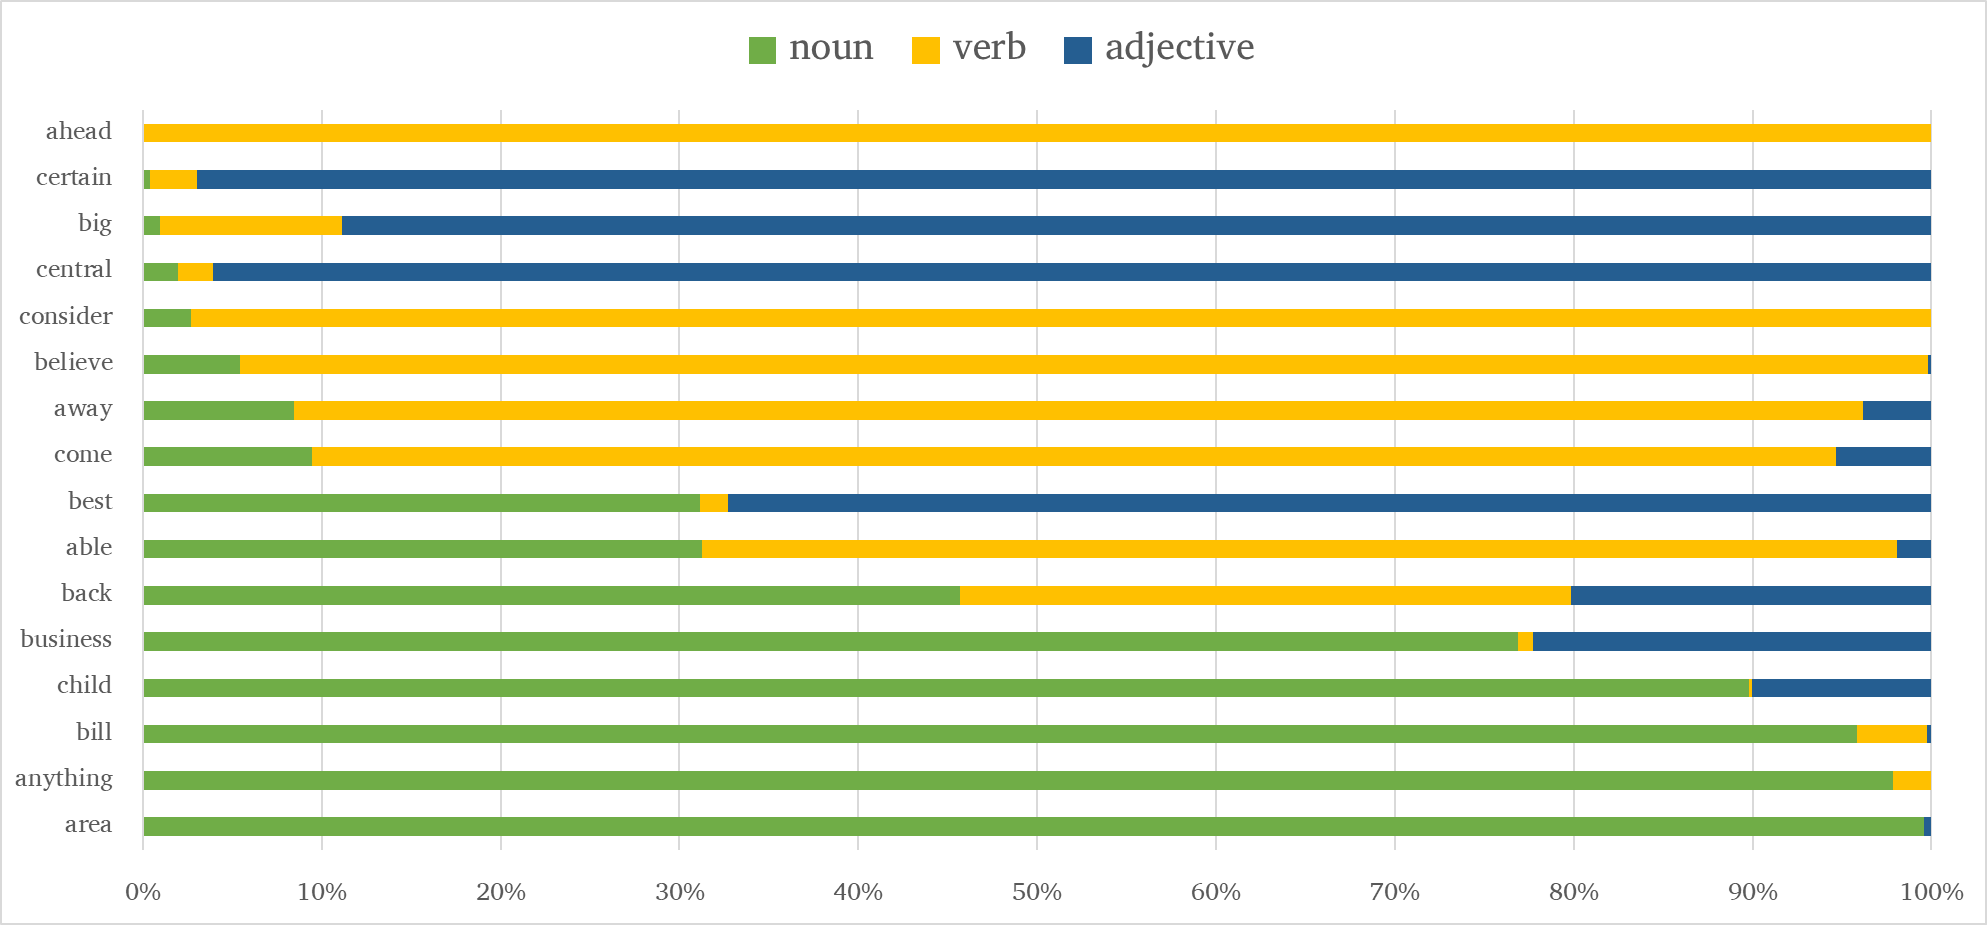 noun verb adjective
ahead
certain
big
central
consider
believe
away
come
best
able
back
business
child
bill
anything
area
0% 10% 20% 30% 40% 50% 60% 70% 80% 90% 100%